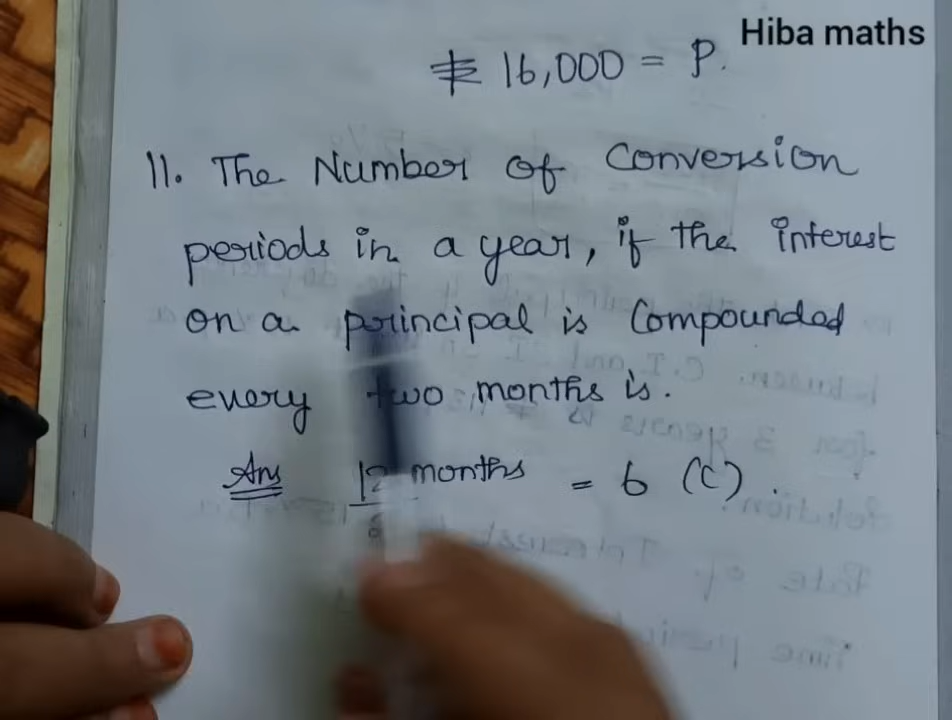 Hiba maths
₹ 16,000 = P.
11. The Number of Conversion
periods in a year, if the interest
on a principal is Compounded
every two months is.
Ans 12 months = 6 (C).